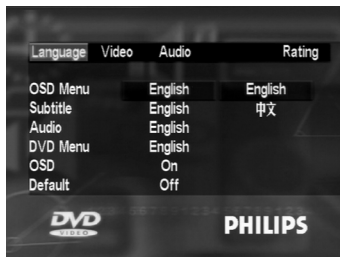 Language Video Audio Rating
OSD Menu English English
Subtitle English 中文
Audio English
DVD Menu English
OSD On
Default Off
DVD VIDEO PHILIPS